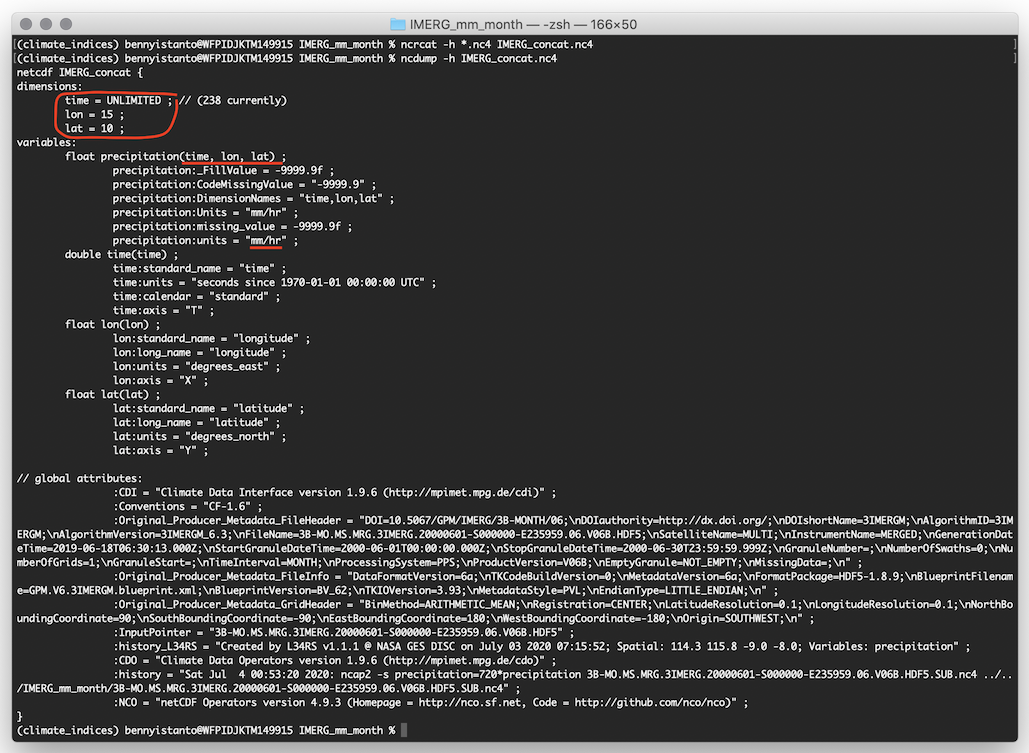 IMERG_mm_month — -zsh — 166×50
(climate_indices) bennyistanto@WFPIDJKTM149915 IMERG_mm_month % ncrcat -h *.nc4 IMERG_concat.nc4
(climate_indices) bennyistanto@WFPIDJKTM149915 IMERG_mm_month % ncdump -h IMERG_concat.nc4
netcdf IMERG_concat {
dimensions:
time = UNLIMITED ; // (238 currently)
lon = 15 ;
lat = 10 ;
variables:
float precipitation(time, lon, lat) ;
precipitation:_FillValue = -9999.9f ;
precipitation:CodeMissingValue = "-9999.9" ;
precipitation:DimensionNames = "time,lon,lat" ;
precipitation:Units = "mm/hr" ;
precipitation:missing_value = -9999.9f ;
precipitation:units = "mm/hr" ;
double time(time) ;
time:standard_name = "time" ;
time:units = "seconds since 1970-01-01 00:00:00 UTC" ;
time:calendar = "standard" ;
time:axis = "T" ;
float lon(lon) ;
lon:standard_name = "longitude" ;
lon:long_name = "longitude" ;
lon:units = "degrees_east" ;
lon:axis = "X" ;
float lat(lat) ;
lat:standard_name = "latitude" ;
lat:long_name = "latitude" ;
lat:units = "degrees_north" ;
lat:axis = "Y" ;
// global attributes:
:CDI = "Climate Data Interface version 1.9.6 (http://mpimet.mpg.de/cdi)" ;
:Conventions = "CF-1.6" ;
:Original_Producer_Metadata_FileHeader = "DOI=10.5067/GPM/IMERG/3B-MONTH/06;\nDOIauthority=http://dx.doi.org/;\nDOIshortName=3IMERGM;\nAlgorithmID=3IM
ERGM;\nAlgorithmVersion=3IMERGM_6.3;\nFileName=3B-MO.MS.MRG.3IMERG.20000601-S000000-E235959.06.V06B.HDF5;\nSatelliteName=MULTI;\nInstrumentName=MERGED;\nGenerationDat
eTime=2019-06-18T06:30:13.000Z;\nStartGranuleDateTime=2000-06-01T00:00:00.000Z;\nStopGranuleDateTime=2000-06-30T23:59:59.999Z;\nGranuleNumber=;\nNumberOfSwaths=0;\nNu
mberOfGrids=1;\nGranuleStart=;\nTimeInterval=MONTH;\nProcessingSystem=PPS;\nProductVersion=V06B;\nEmptyGranule=NOT_EMPTY;\nMissingData=;\n" ;
:Original_Producer_Metadata_FileInfo = "DataFormatVersion=6a;\nTKCodeBuildVersion=0;\nMetadataVersion=6a;\nFormatPackage=HDF5-1.8.9;\nBlueprintFilenam
e=GPM.V6.3IMERGM.blueprint.xml;\nBlueprintVersion=BV_62;\nTKIOVersion=3.93;\nMetadataStyle=PVL;\nEndianType=LITTLE_ENDIAN;\n" ;
:Original_Producer_Metadata_GridHeader = "BinMethod=ARITHMETIC_MEAN;\nRegistration=CENTER;\nLatitudeResolution=0.1;\nLongitudeResolution=0.1;\nNorthBo
undingCoordinate=90;\nSouthBoundingCoordinate=-90;\nEastBoundingCoordinate=180;\nWestBoundingCoordinate=-180;\nOrigin=SOUTHWEST;\n" ;
:InputPointer = "3B-MO.MS.MRG.3IMERG.20000601-S000000-E235959.06.V06B.HDF5" ;
:history_L34RS = "Created by L34RS v1.1.1 @ NASA GES DISC on July 03 2020 07:15:52; Spatial: 114.3 115.8 -9.0 -8.0; Variables: precipitation" ;
:CDO = "Climate Data Operators version 1.9.6 (http://mpimet.mpg.de/cdo)" ;
:history = "Sat Jul  4 00:53:20 2020: ncap2 -s precipitation=720*precipitation 3B-MO.MS.MRG.3IMERG.20000601-S000000-E235959.06.V06B.HDF5.SUB.nc4 ../..
/IMERG_mm_month/3B-MO.MS.MRG.3IMERG.20000601-S000000-E235959.06.V06B.HDF5.SUB.nc4" ;
:NCO = "netCDF Operators version 4.9.3 (Homepage = http://nco.sf.net, Code = http://github.com/nco/nco)" ;
}
(climate_indices) bennyistanto@WFPIDJKTM149915 IMERG_mm_month %